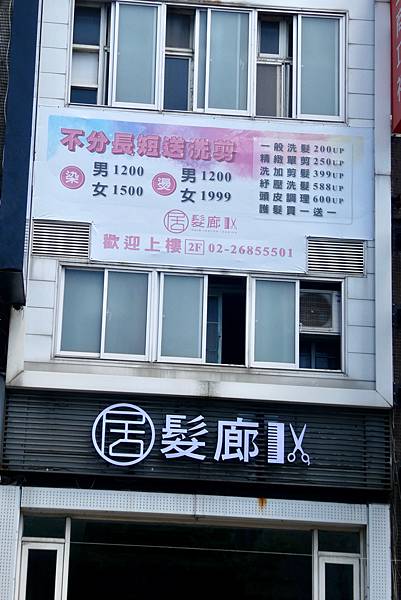 不分長短送洗剪
染 男 1200
女 1500
燙 男 1200
女 1999
一般洗髮 200UP
精緻單剪 250UP
洗加剪髮 399UP
紓壓洗髮 588UP
頭皮調理 600UP
護髮買一送一
居 髮廊
歡迎上樓 2F 02-26855501
居 髮廊